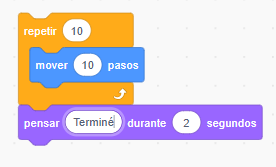 repetir 10
mover 10 pasos
pensar Terminé durante 2 segundos